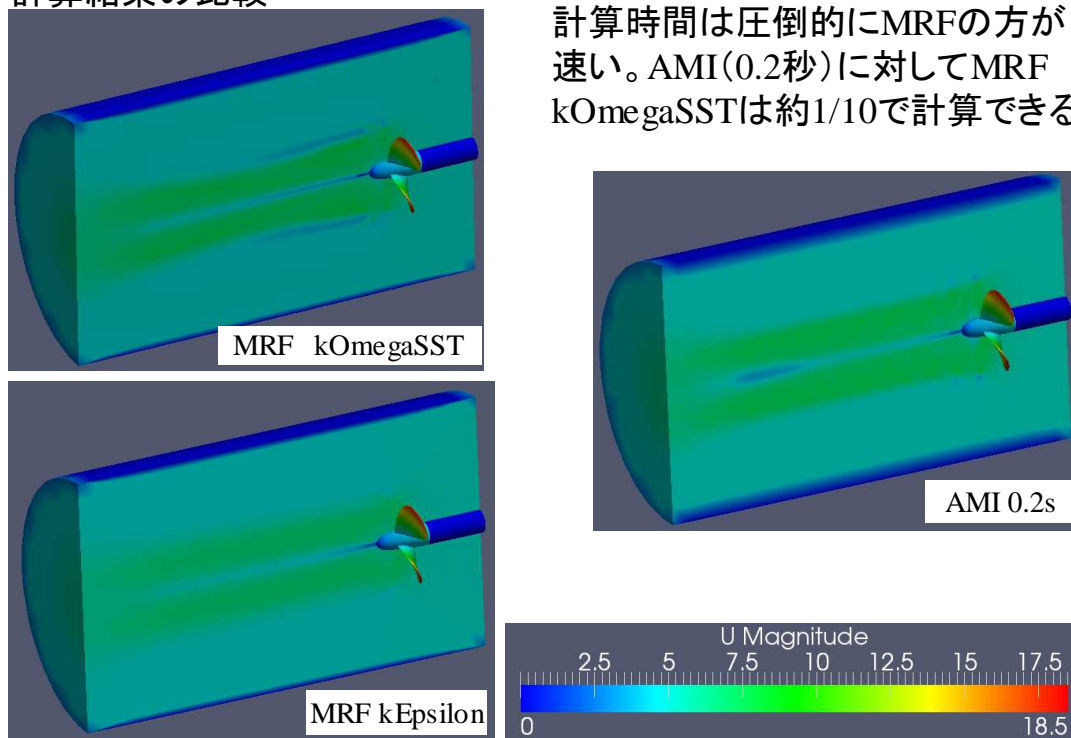 計算結果の比較
計算時間は圧倒的にMRFの方が
速い。AMI(0.2秒)に対してMRF
kOmegaSSTは約1/10で計算できる
MRF kOmegaSST
AMI 0.2s
MRF kEpsilon
U Magnitude
2.5 5 7.5 10 12.5 15 17.5
0 18.5